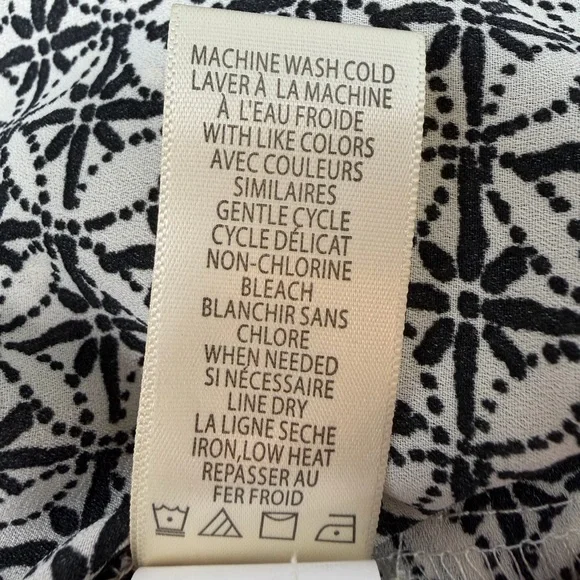 MACHINE WASH COLD
LAVER À LA MACHINE
À L'EAU FROIDE
WITH LIKE COLORS
AVEC COULEURS
SIMILAIRES
GENTLE CYCLE
CYCLE DÉLICAT
NON-CHLORINE
BLEACH
BLANCHIR SANS
CHLORE
WHEN NEEDED
SI NÉCESSAIRE
LINE DRY
LA LIGNE SECHE
IRON,LOW HEAT
REPASSER AU
FER FROID